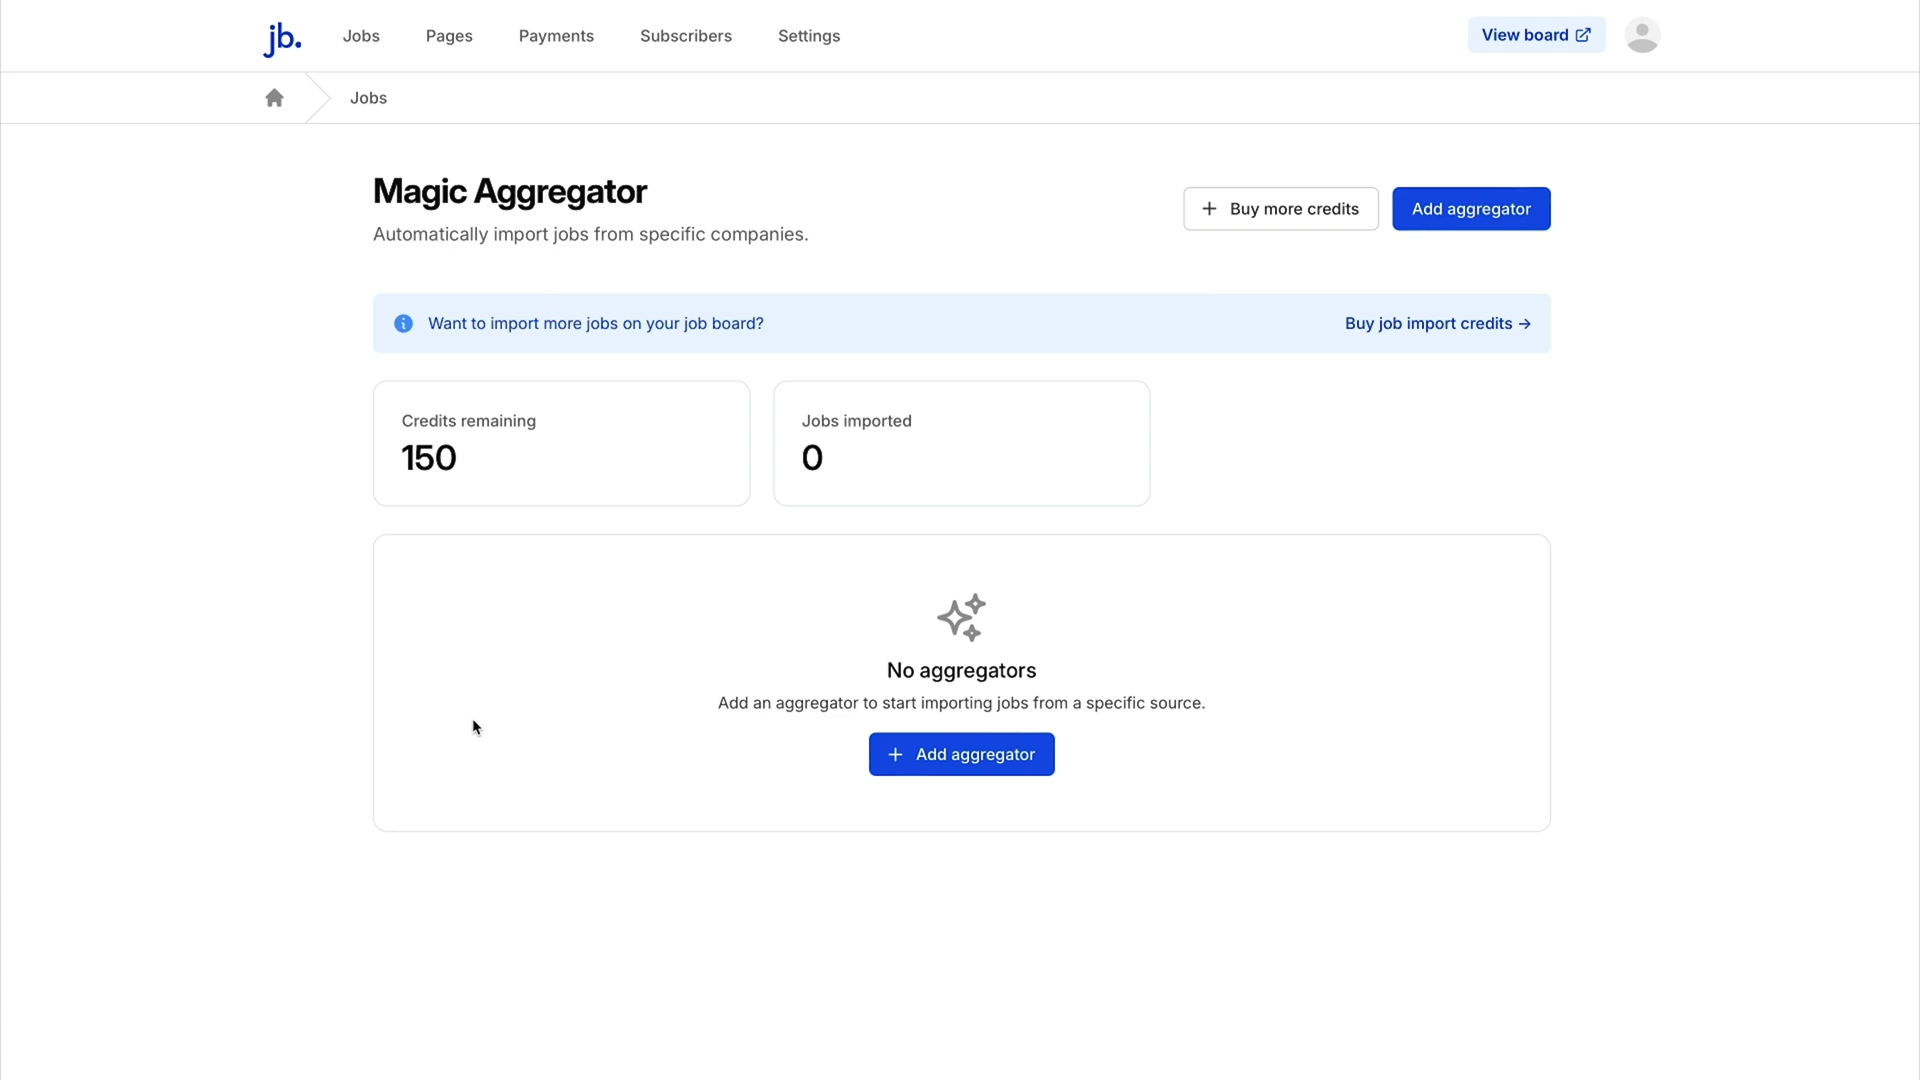 jb.
Jobs
Pages
Payments
Subscribers
Settings
View board
Jobs
Magic Aggregator
Automatically import jobs from specific companies.
Buy more credits
Add aggregator
Want to import more jobs on your job board?
Buy job import credits →
Credits remaining
150
Jobs imported
0
No aggregators
Add an aggregator to start importing jobs from a specific source.
Add aggregator